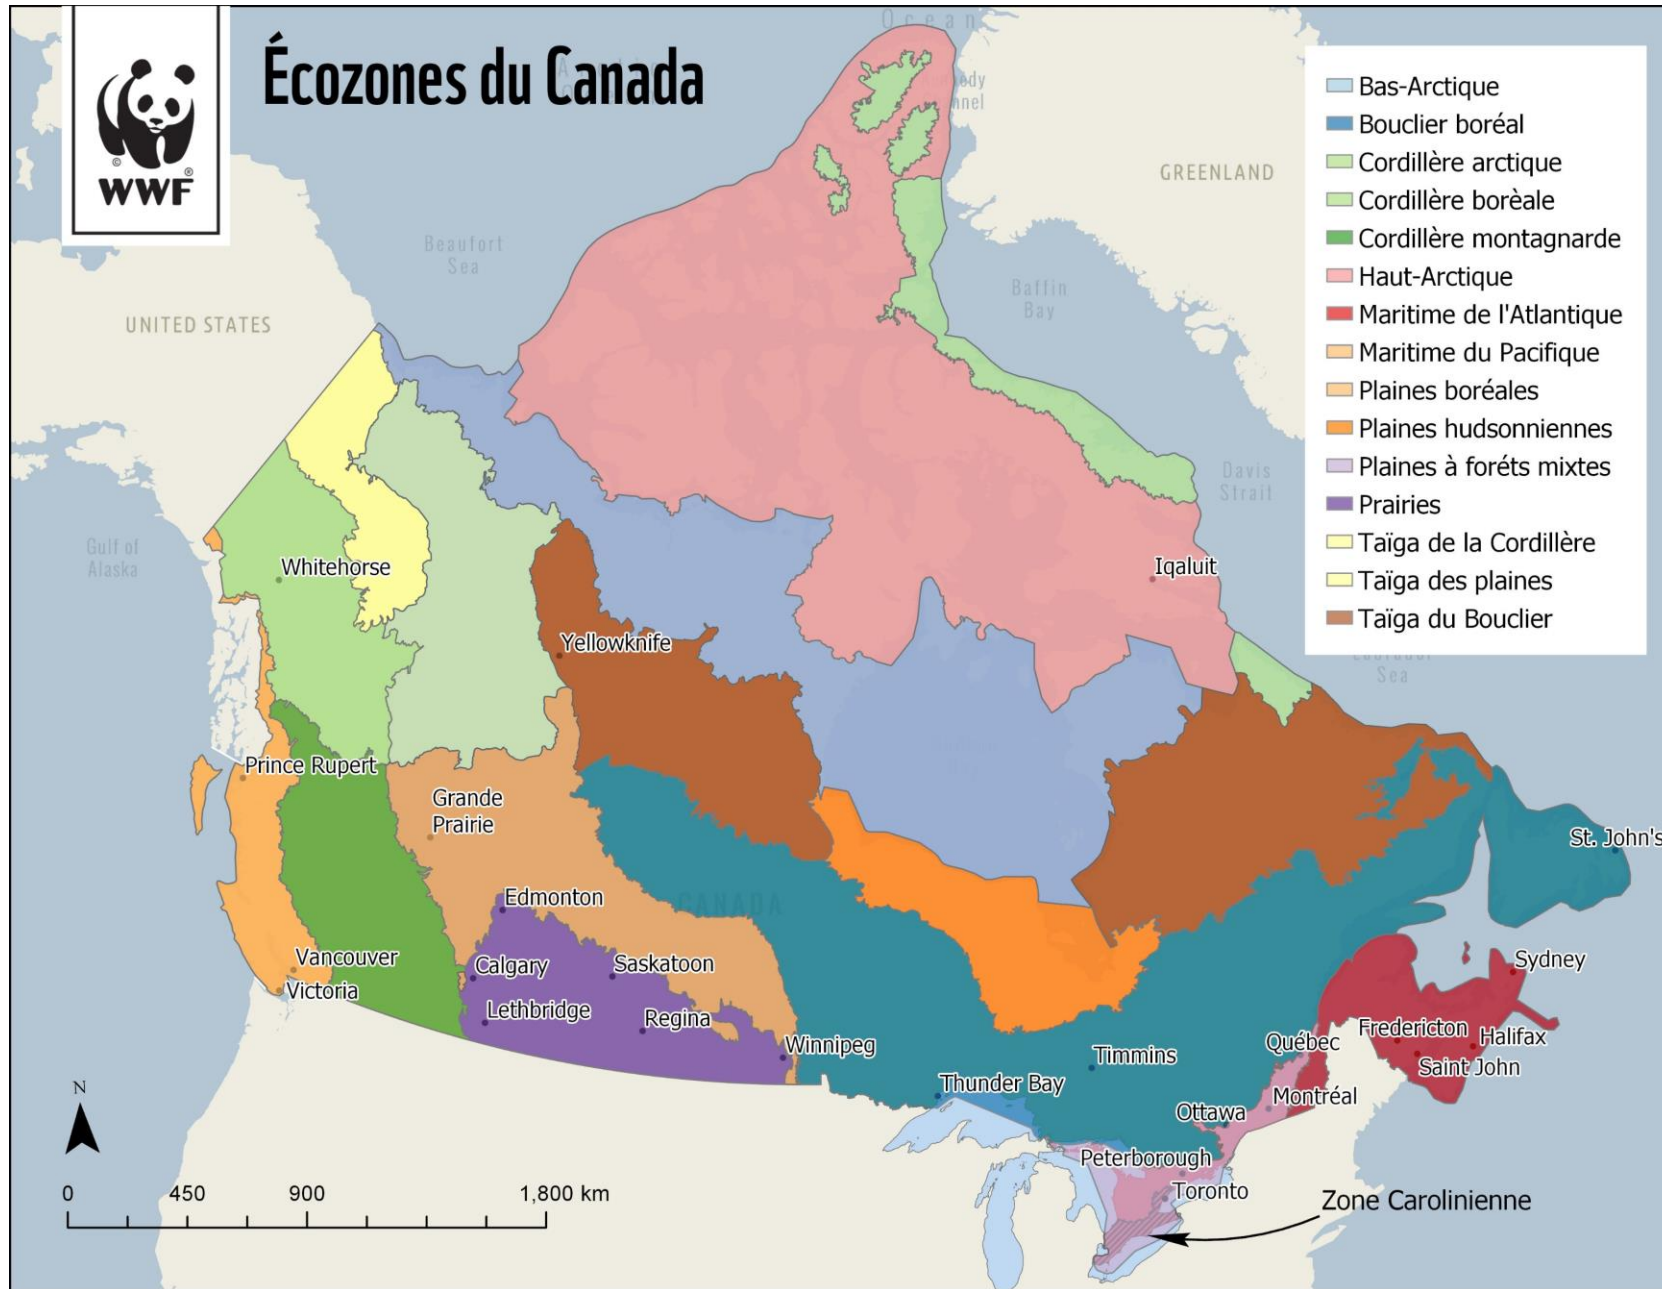 WWF
©
®
Écozones du Canada
Ocean
Beaufort
Sea
GREENLAND
Baffin
Bay
UNITED STATES
Davis
Strait
Gulf of
Alaska
Sea
CANADA
Bas-Arctique
Bouclier boréal
Cordillère arctique
Cordillère borèale
Cordillère montagnarde
Haut-Arctique
Maritime de l'Atlantique
Maritime du Pacifique
Plaines boréales
Plaines hudsonniennes
Plaines à foréts mixtes
Prairies
Taïga de la Cordillère
Taïga des plaines
Taïga du Bouclier
Whitehorse
Iqaluit
Yellowknife
Prince Rupert
Grande
Prairie
St. John's
Edmonton
Vancouver
Calgary
Saskatoon
Sydney
Victoria
Lethbridge
Regina
Winnipeg
Québec
Fredericton
Halifax
Timmins
Saint John
Thunder Bay
Montréal
Ottawa
Peterborough
Toronto
Zone Carolinienne
N
0 450 900 1,800 km